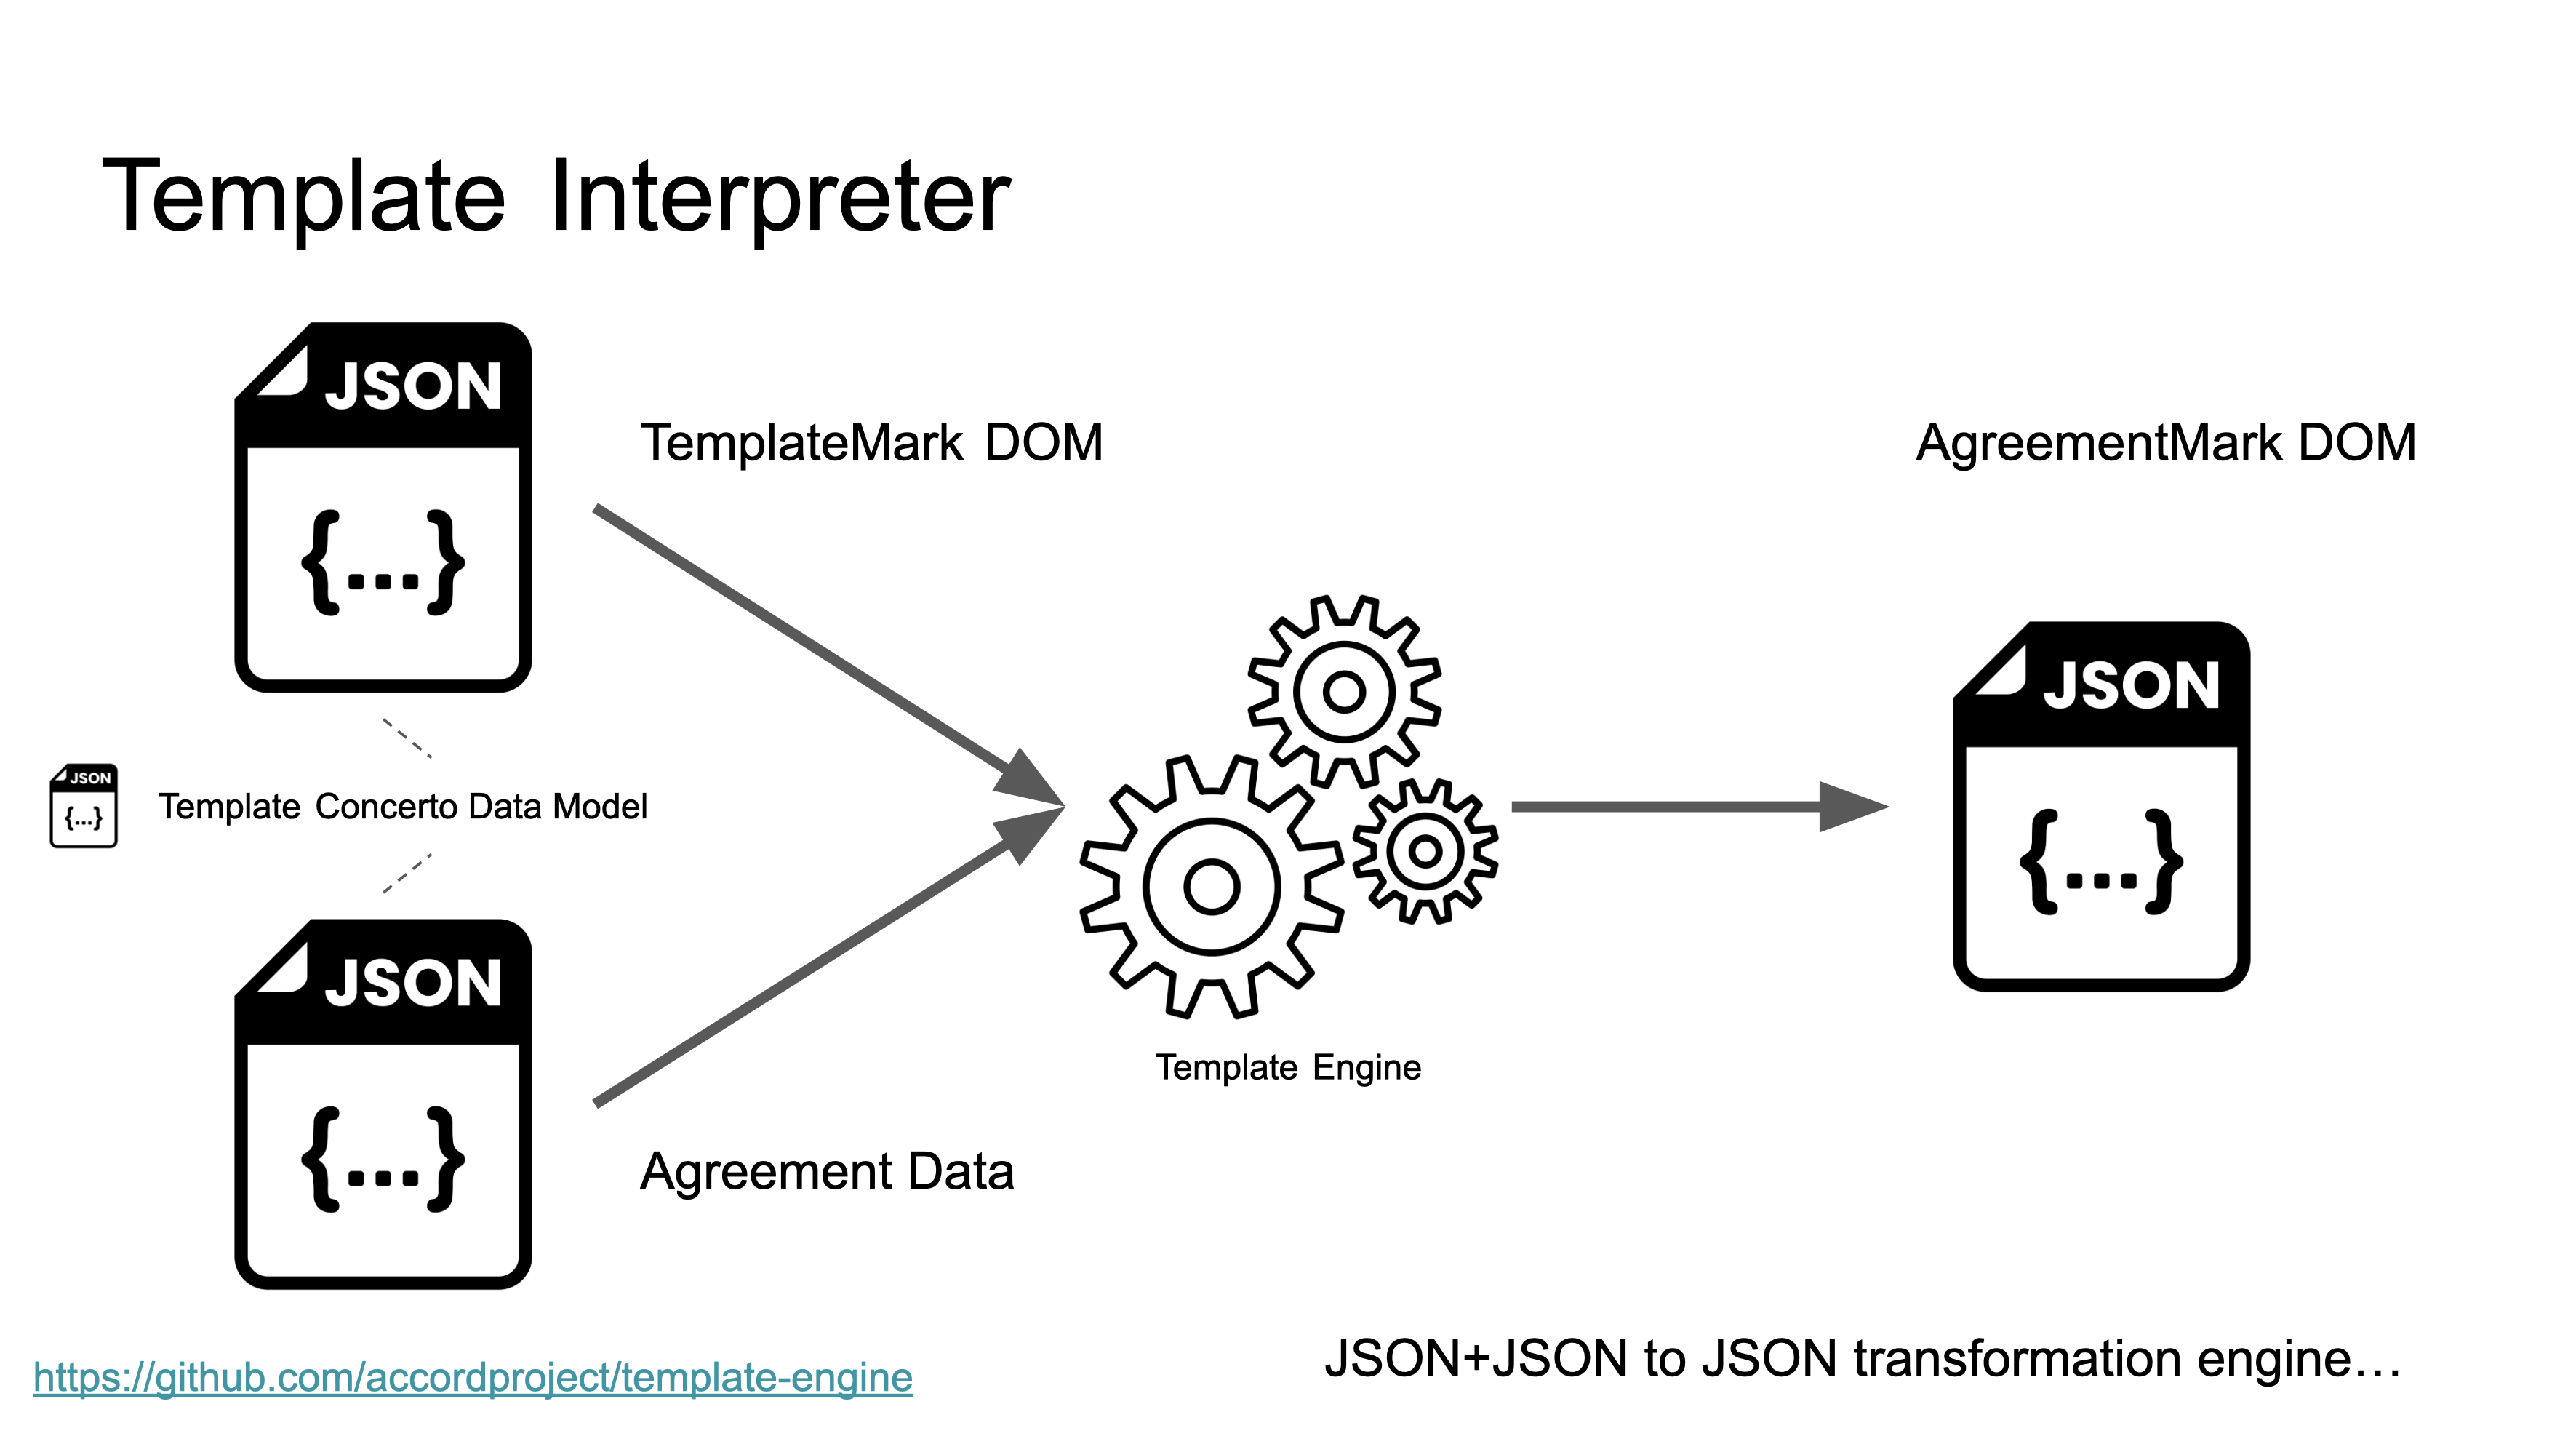 Template Interpreter
JSON
{...}
TemplateMark DOM
AgreementMark DOM
JSON
{...}
JSON
{...}
Template Concerto Data Model
JSON
{...}
Template Engine
Agreement Data
JSON+JSON to JSON transformation engine…
https://github.com/accordproject/template-engine